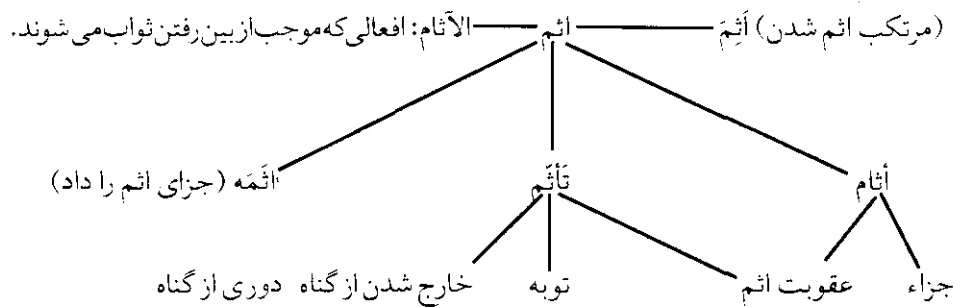 (مرتکب اثم شدن) اَثِمَ اثم الآثام: افعالی که موجب از بین رفتن ثواب می شوند.
أثام تَأثّم اثَمَه (جزای اثم را داد)
جزاء عقوبت اثم توبه خارج شدن از گناه دوری از گناه